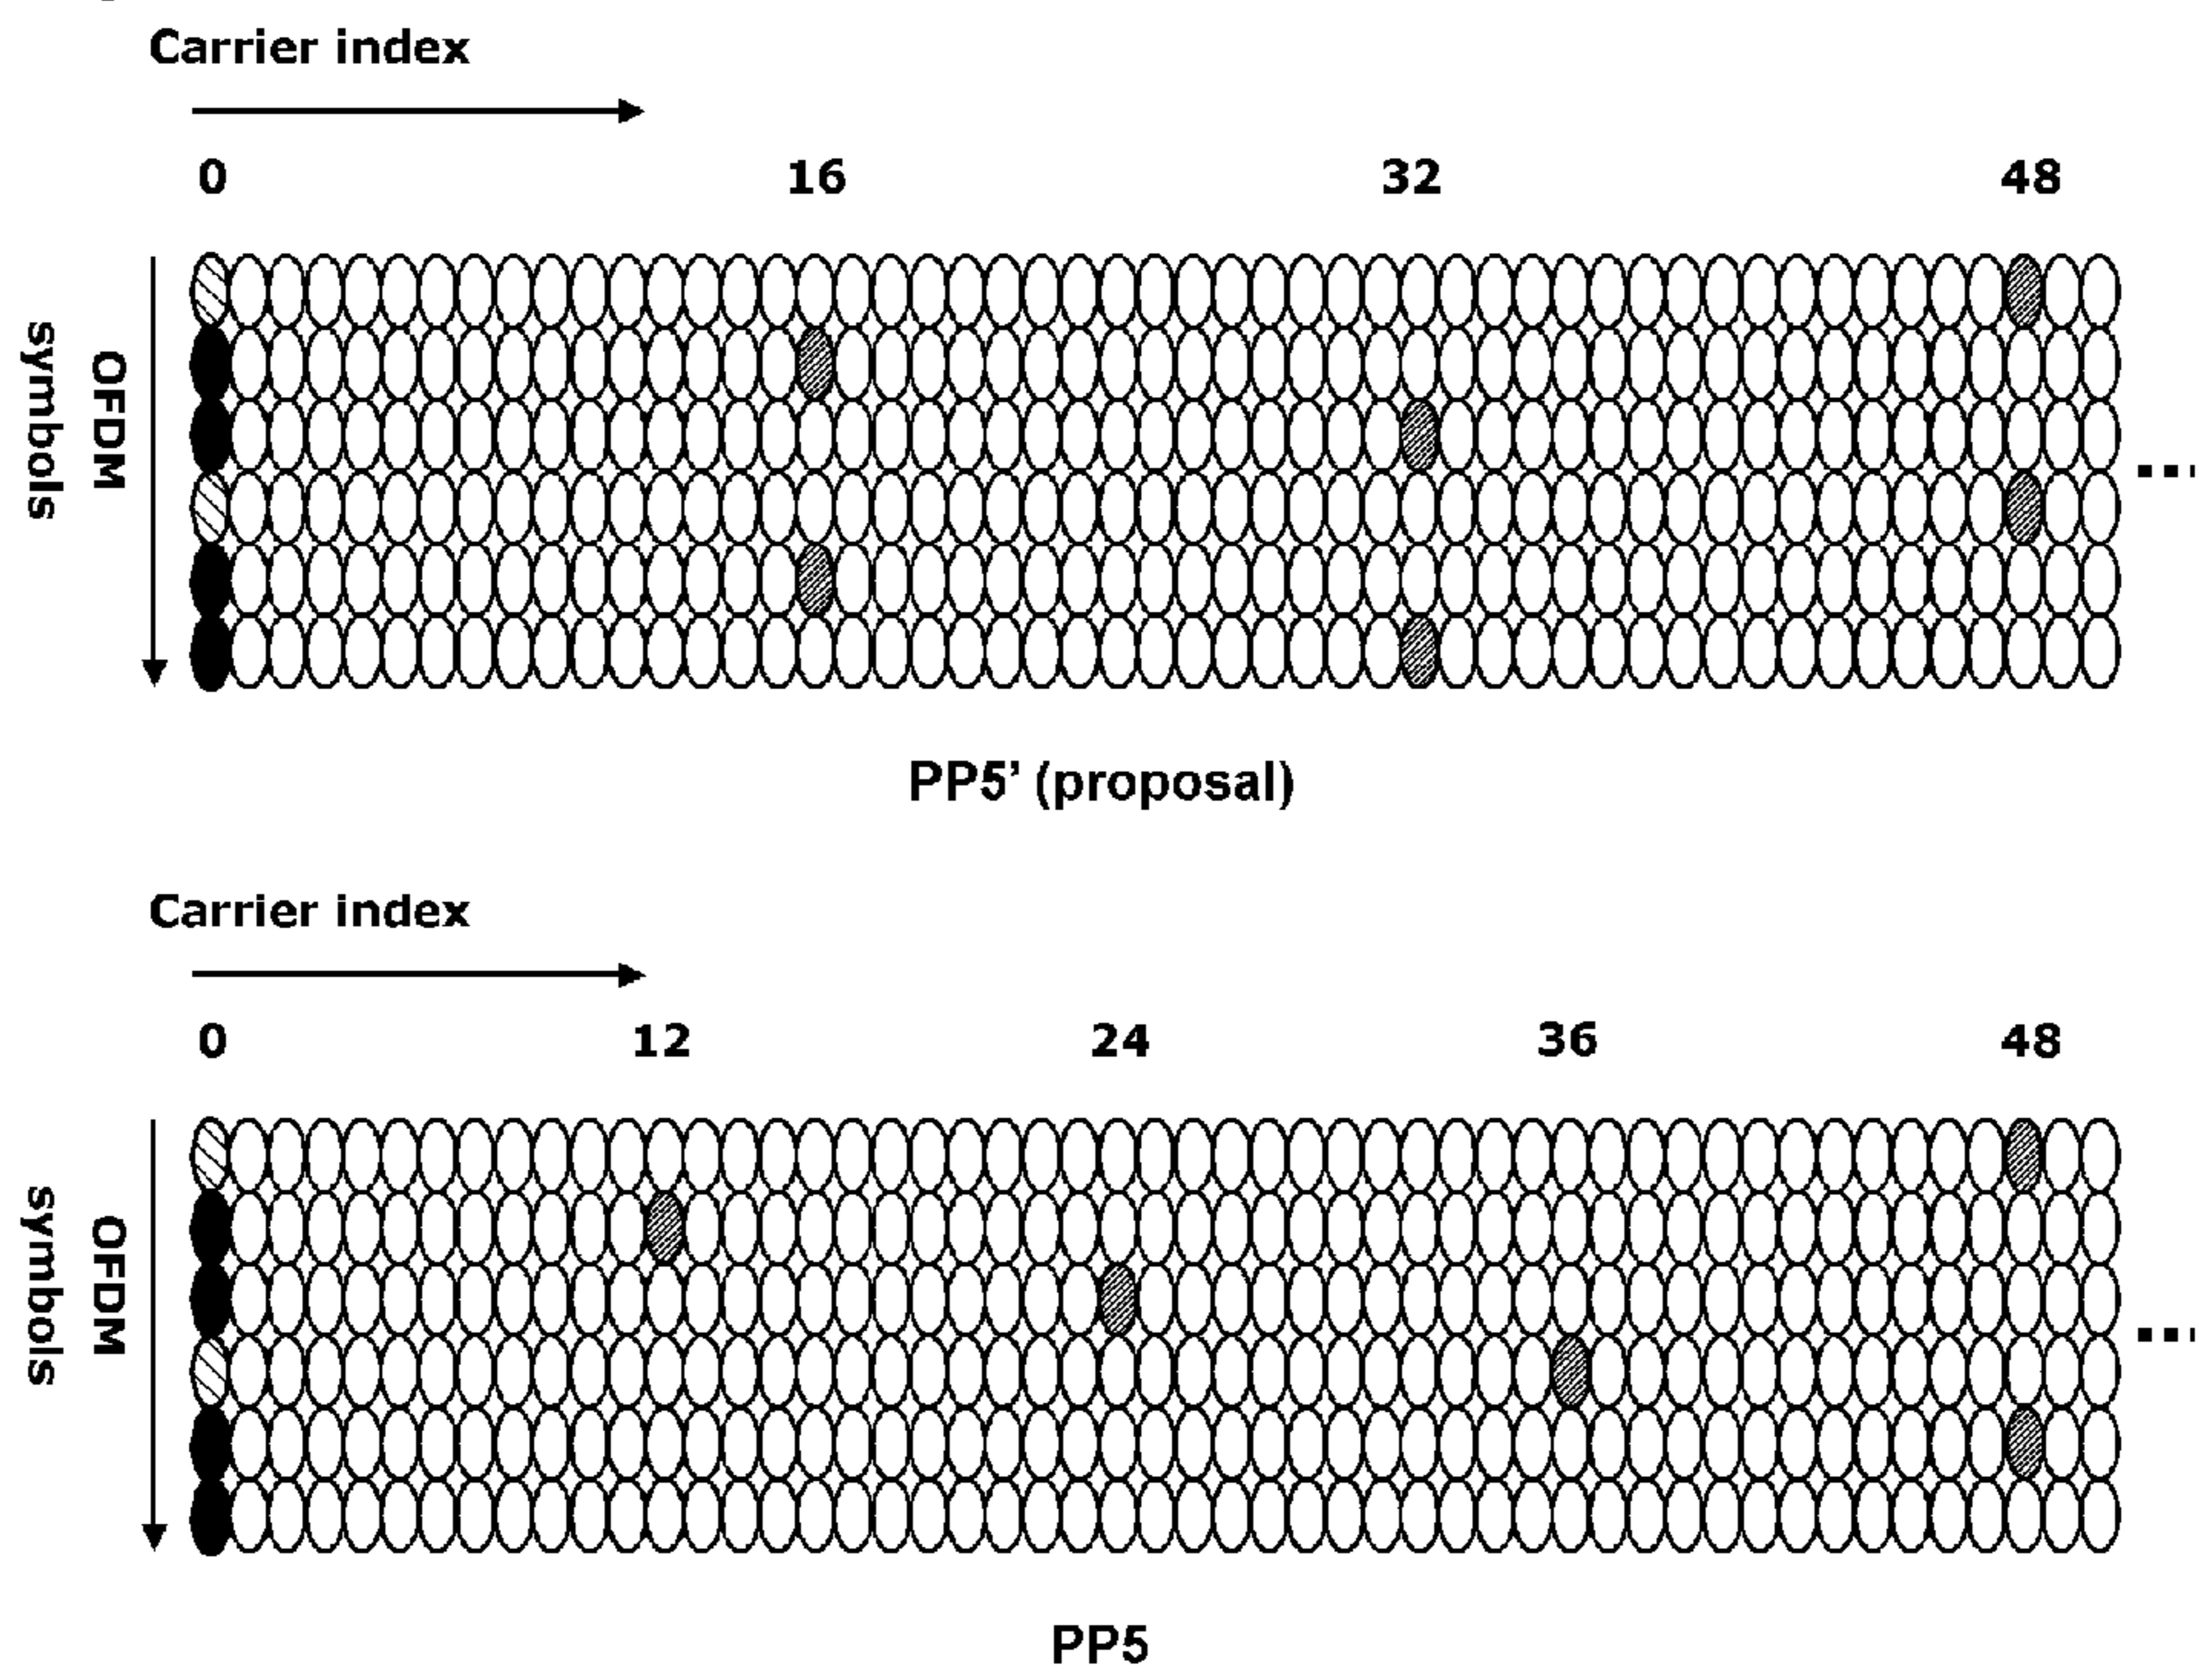 Carrier index
0 16 32 48
OFDM
symbols
PP5' (proposal)
Carrier index
0 12 24 36 48
OFDM
symbols
PP5